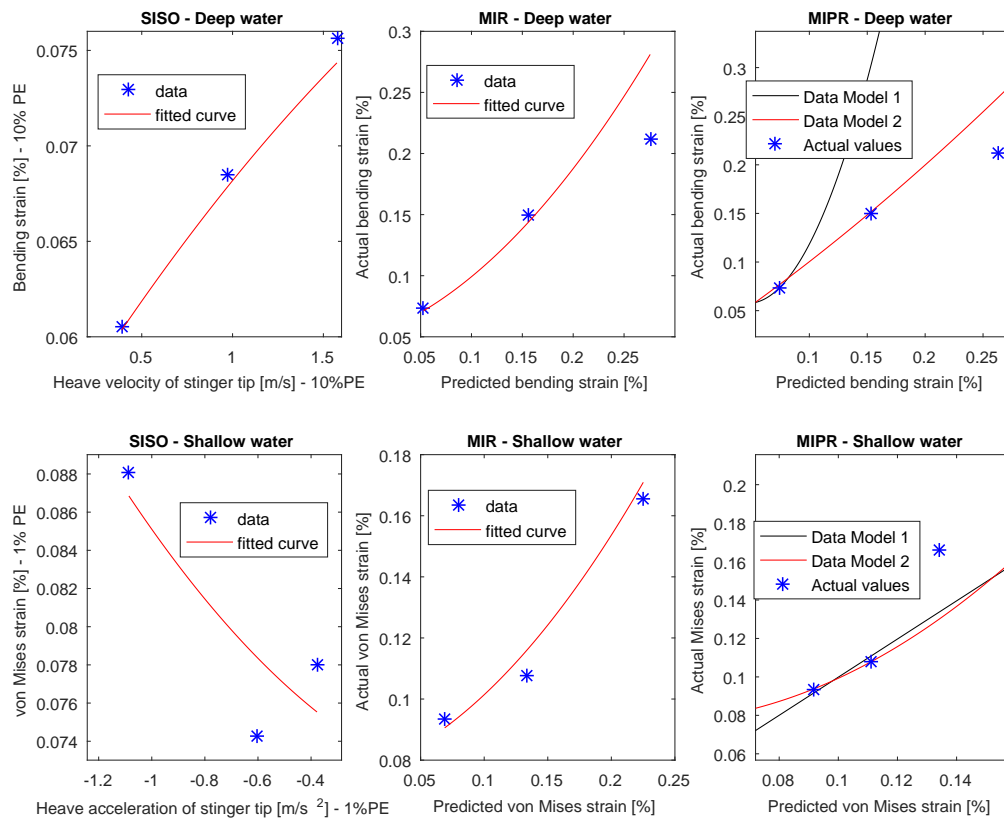 SISO - Deep water
0.075
0.07
0.065
0.06
Bending strain [%] - 10% PE
data
fitted curve
0.5
1
1.5
Heave velocity of stinger tip [m/s] - 10%PE
MIR - Deep water
0.3
0.25
0.2
0.15
0.1
0.05
Actual bending strain [%]
data
fitted curve
0.05
0.1
0.15
0.2
0.25
Predicted bending strain [%]
MIPR - Deep water
0.3
0.25
0.2
0.15
0.1
0.05
Actual bending strain [%]
Data Model 1
Data Model 2
Actual values
0.1
0.15
0.2
0.25
Predicted bending strain [%]
SISO - Shallow water
0.088
0.086
0.084
0.082
0.08
0.078
0.076
0.074
von Mises strain [%] - 1% PE
data
fitted curve
-1.2
-1
-0.8
-0.6
-0.4
Heave acceleration of stinger tip [m/s ²] - 1%PE
MIR - Shallow water
0.18
0.16
0.14
0.12
0.1
0.08
Actual von Mises strain [%]
data
fitted curve
0.05
0.1
0.15
0.2
0.25
Predicted von Mises strain [%]
MIPR - Shallow water
0.2
0.18
0.16
0.14
0.12
0.1
0.08
0.06
Actual Mises strain [%]
Data Model 1
Data Model 2
Actual values
0.08
0.1
0.12
0.14
Predicted von Mises strain [%]